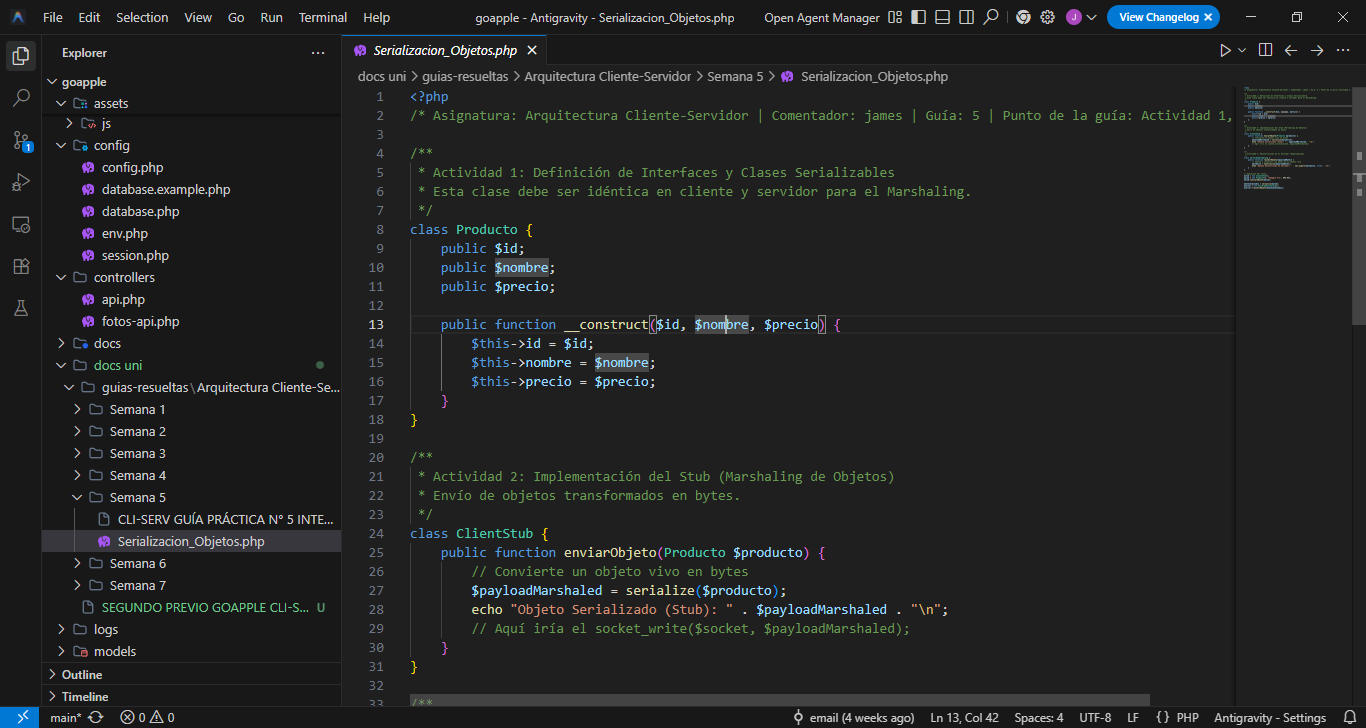 File Edit Selection View Go Run Terminal Help
goapple - Antigravity - Serializacion_Objetos.php
Open Agent Manager
J
View Changelog
Explorer
goapple
assets
js
config
config.php
database.example.php
database.php
env.php
session.php
controllers
api.php
fotos-api.php
docs
docs uni
guias-resueltas\Arquitectura Cliente-Se...
Semana 1
Semana 2
Semana 3
Semana 4
Semana 5
CLI-SERV GUÍA PRÁCTICA N° 5 INTE...
Serializacion_Objetos.php
Semana 6
Semana 7
SEGUNDO PREVIO GOAPPLE CLI-S... U
logs
models
Outline
Timeline
1
Serializacion_Objetos.php
docs uni > guias-resueltas > Arquitectura Cliente-Servidor > Semana 5 > Serializacion_Objetos.php
1 <?php
2 /* Asignatura: Arquitectura Cliente-Servidor | Comentador: james | Guía: 5 | Punto de la guía: Actividad 1,
3
4 /**
5 * Actividad 1: Definición de Interfaces y Clases Serializables
6 * Esta clase debe ser idéntica en cliente y servidor para el Marshaling.
7 */
8 class Producto {
9 public $id;
10 public $nombre;
11 public $precio;
12
13 public function __construct($id, $nombre, $precio) {
14 $this->id = $id;
15 $this->nombre = $nombre;
16 $this->precio = $precio;
17 }
18 }
19
20 /**
21 * Actividad 2: Implementación del Stub (Marshaling de Objetos)
22 * Envío de objetos transformados en bytes.
23 */
24 class ClientStub {
25 public function enviarObjeto(Producto $producto) {
26 // Convierte un objeto vivo en bytes
27 $payloadMarshaled = serialize($producto);
28 echo "Objeto Serializado (Stub): " . $payloadMarshaled . "\n";
29 // Aquí iría el socket_write($socket, $payloadMarshaled);
30 }
31 }
32
33 /**
main* 0 0
email (4 weeks ago) Ln 13, Col 42 Spaces: 4 UTF-8 LF {} PHP Antigravity - Settings